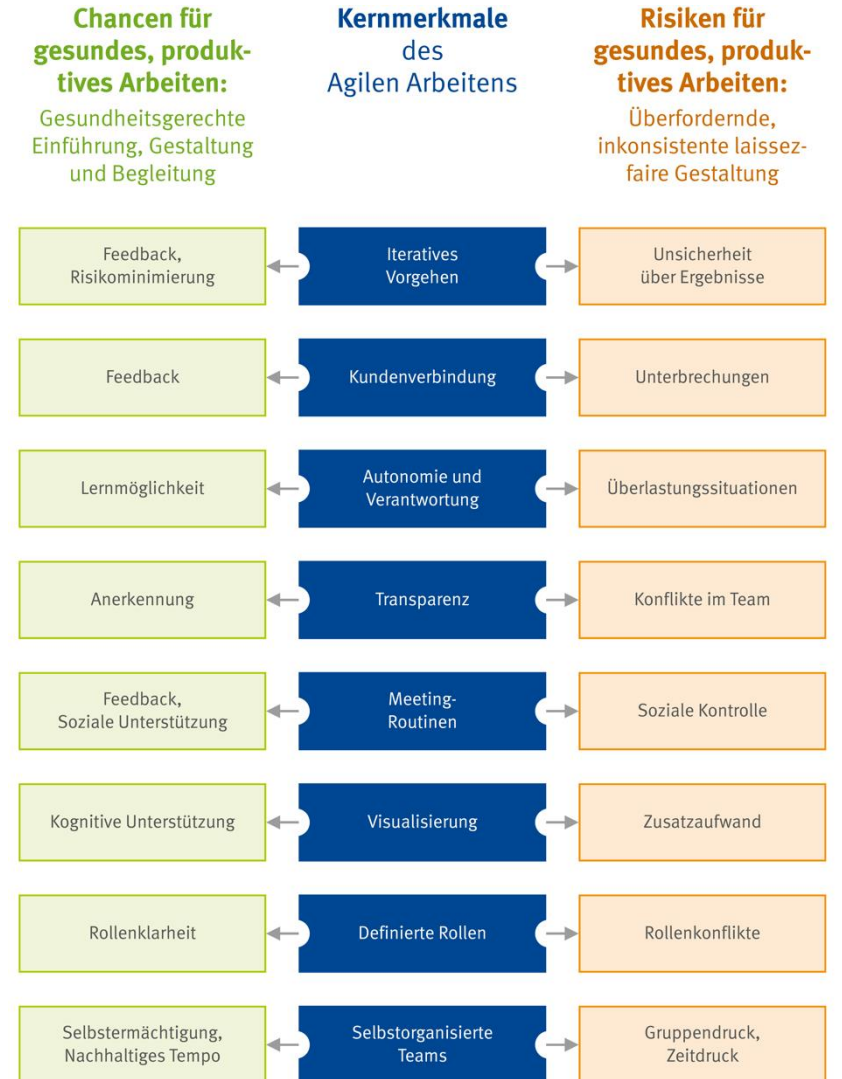 Chancen für
gesundes, produk-
tives Arbeiten:
Gesundheitsgerechte
Einführung, Gestaltung
und Begleitung
Kernmerkmale
des
Agilen Arbeitens
Risiken für
gesundes, produk-
tives Arbeiten:
Überfordernde,
inkonsistente laissez-
faire Gestaltung
Feedback,
Risikominimierung
Iteratives
Vorgehen
Unsicherheit
über Ergebnisse
Feedback
Kundenverbindung
Unterbrechungen
Lernmöglichkeit
Autonomie und
Verantwortung
Überlastungssituationen
Anerkennung
Transparenz
Konflikte im Team
Feedback,
Soziale Unterstützung
Meeting-
Routinen
Soziale Kontrolle
Kognitive Unterstützung
Visualisierung
Zusatzaufwand
Rollenklarheit
Definierte Rollen
Rollenkonflikte
Selbstermächtigung,
Nachhaltiges Tempo
Selbstorganisierte
Teams
Gruppendruck,
Zeitdruck